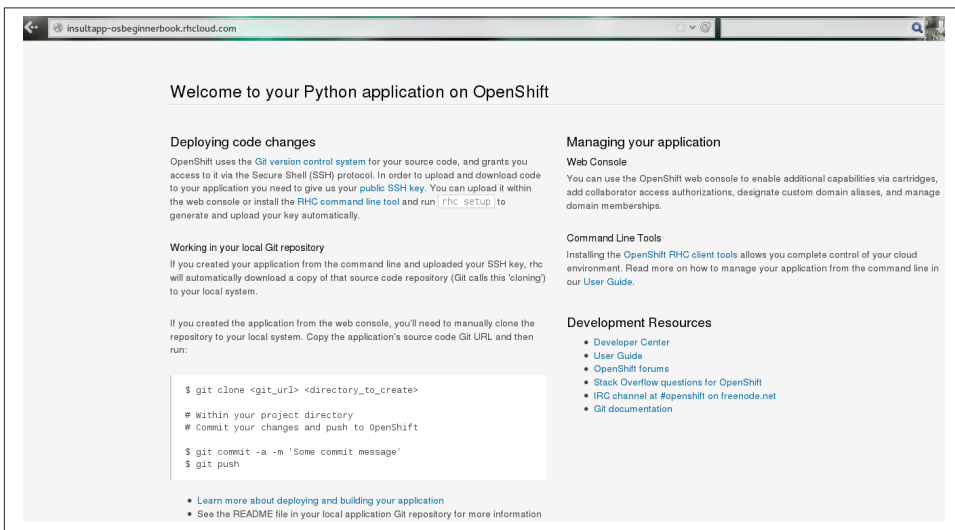 insultapp-osbeginnerbook.rhcloud.com
Welcome to your Python application on OpenShift
Deploying code changes
OpenShift uses the Git version control system for your source code, and grants you
access to it via the Secure Shell (SSH) protocol. In order to upload and download code
to your application you need to give us your public SSH key. You can upload it within
the web console or install the RHC command line tool and run rhc setup to
generate and upload your key automatically.
Working in your local Git repository
If you created your application from the command line and uploaded your SSH key, rhc
will automatically download a copy of that source code repository (Git calls this 'cloning')
to your local system.
If you created the application from the web console, you'll need to manually clone the
repository to your local system. Copy the application's source code Git URL and then
run:
$ git clone <git_url> <directory_to_create>
# Within your project directory
# Commit your changes and push to OpenShift
$ git commit -a -m 'Some commit message'
$ git push
• Learn more about deploying and building your application
• See the README file in your local application Git repository for more information
Managing your application
Web Console
You can use the OpenShift web console to enable additional capabilities via cartridges,
add collaborator access authorizations, designate custom domain aliases, and manage
domain memberships.
Command Line Tools
Installing the OpenShift RHC client tools allows you complete control of your cloud
environment. Read more on how to manage your application from the command line in
our User Guide.
Development Resources
• Developer Center
• User Guide
• OpenShift forums
• Stack Overflow questions for OpenShift
• IRC channel at #openshift on freenode.net
• Git documentation